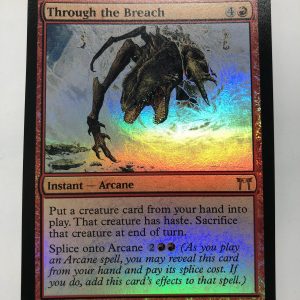 Through the Breach 4
Instant — Arcane
Put a creature card from your hand into
play. That creature has haste. Sacrifice
that creature at end of turn.
Splice onto Arcane 2 (As you play
an Arcane spell, you may reveal this card
from your hand and pay its splice cost. If
you do, add this card's effects to that spell.)